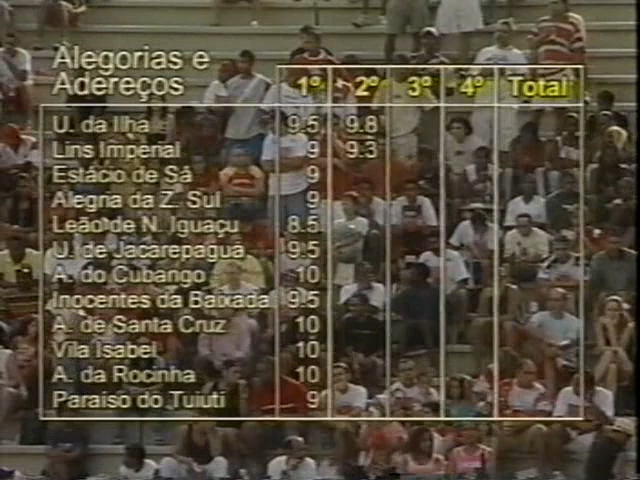 Alegorias e
Adereços
1º 2º 3º 4º Total
U. da Ilha 9.5 9.8
Lins Imperial 9 9.3
Estácio de Sá 9
Alegria da Z. Sul 9
Leão de N. Iguaçu 8.5
U. de Jacarepaguá 9.5
A. do Cubango 10
Inocentes da Baixada 9.5
A. de Santa Cruz 10
Vila Isabel 10
A. da Rocinha 10
Paraíso do Tuiuti 9